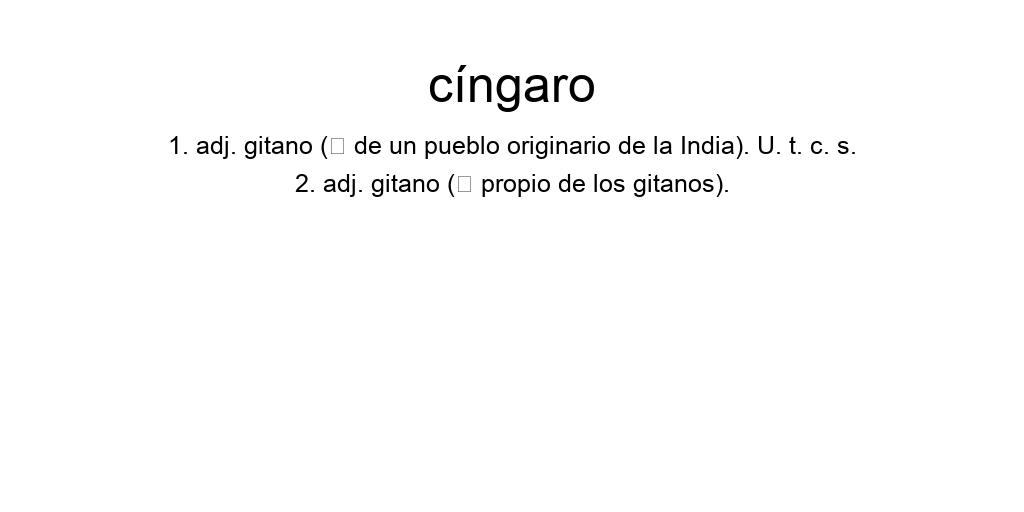 cíngaro
1. adj. gitano (▯ de un pueblo originario de la India). U. t. c. s.
2. adj. gitano (▯ propio de los gitanos).